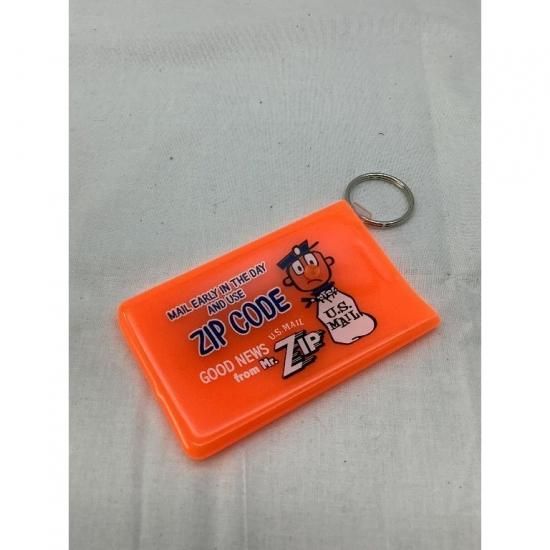 MAIL EARLY IN THE DAY
AND USE
ZIP CODE
GOOD NEWS U.S. MAIL
from Mr. ZIP
U.S.
MAIL